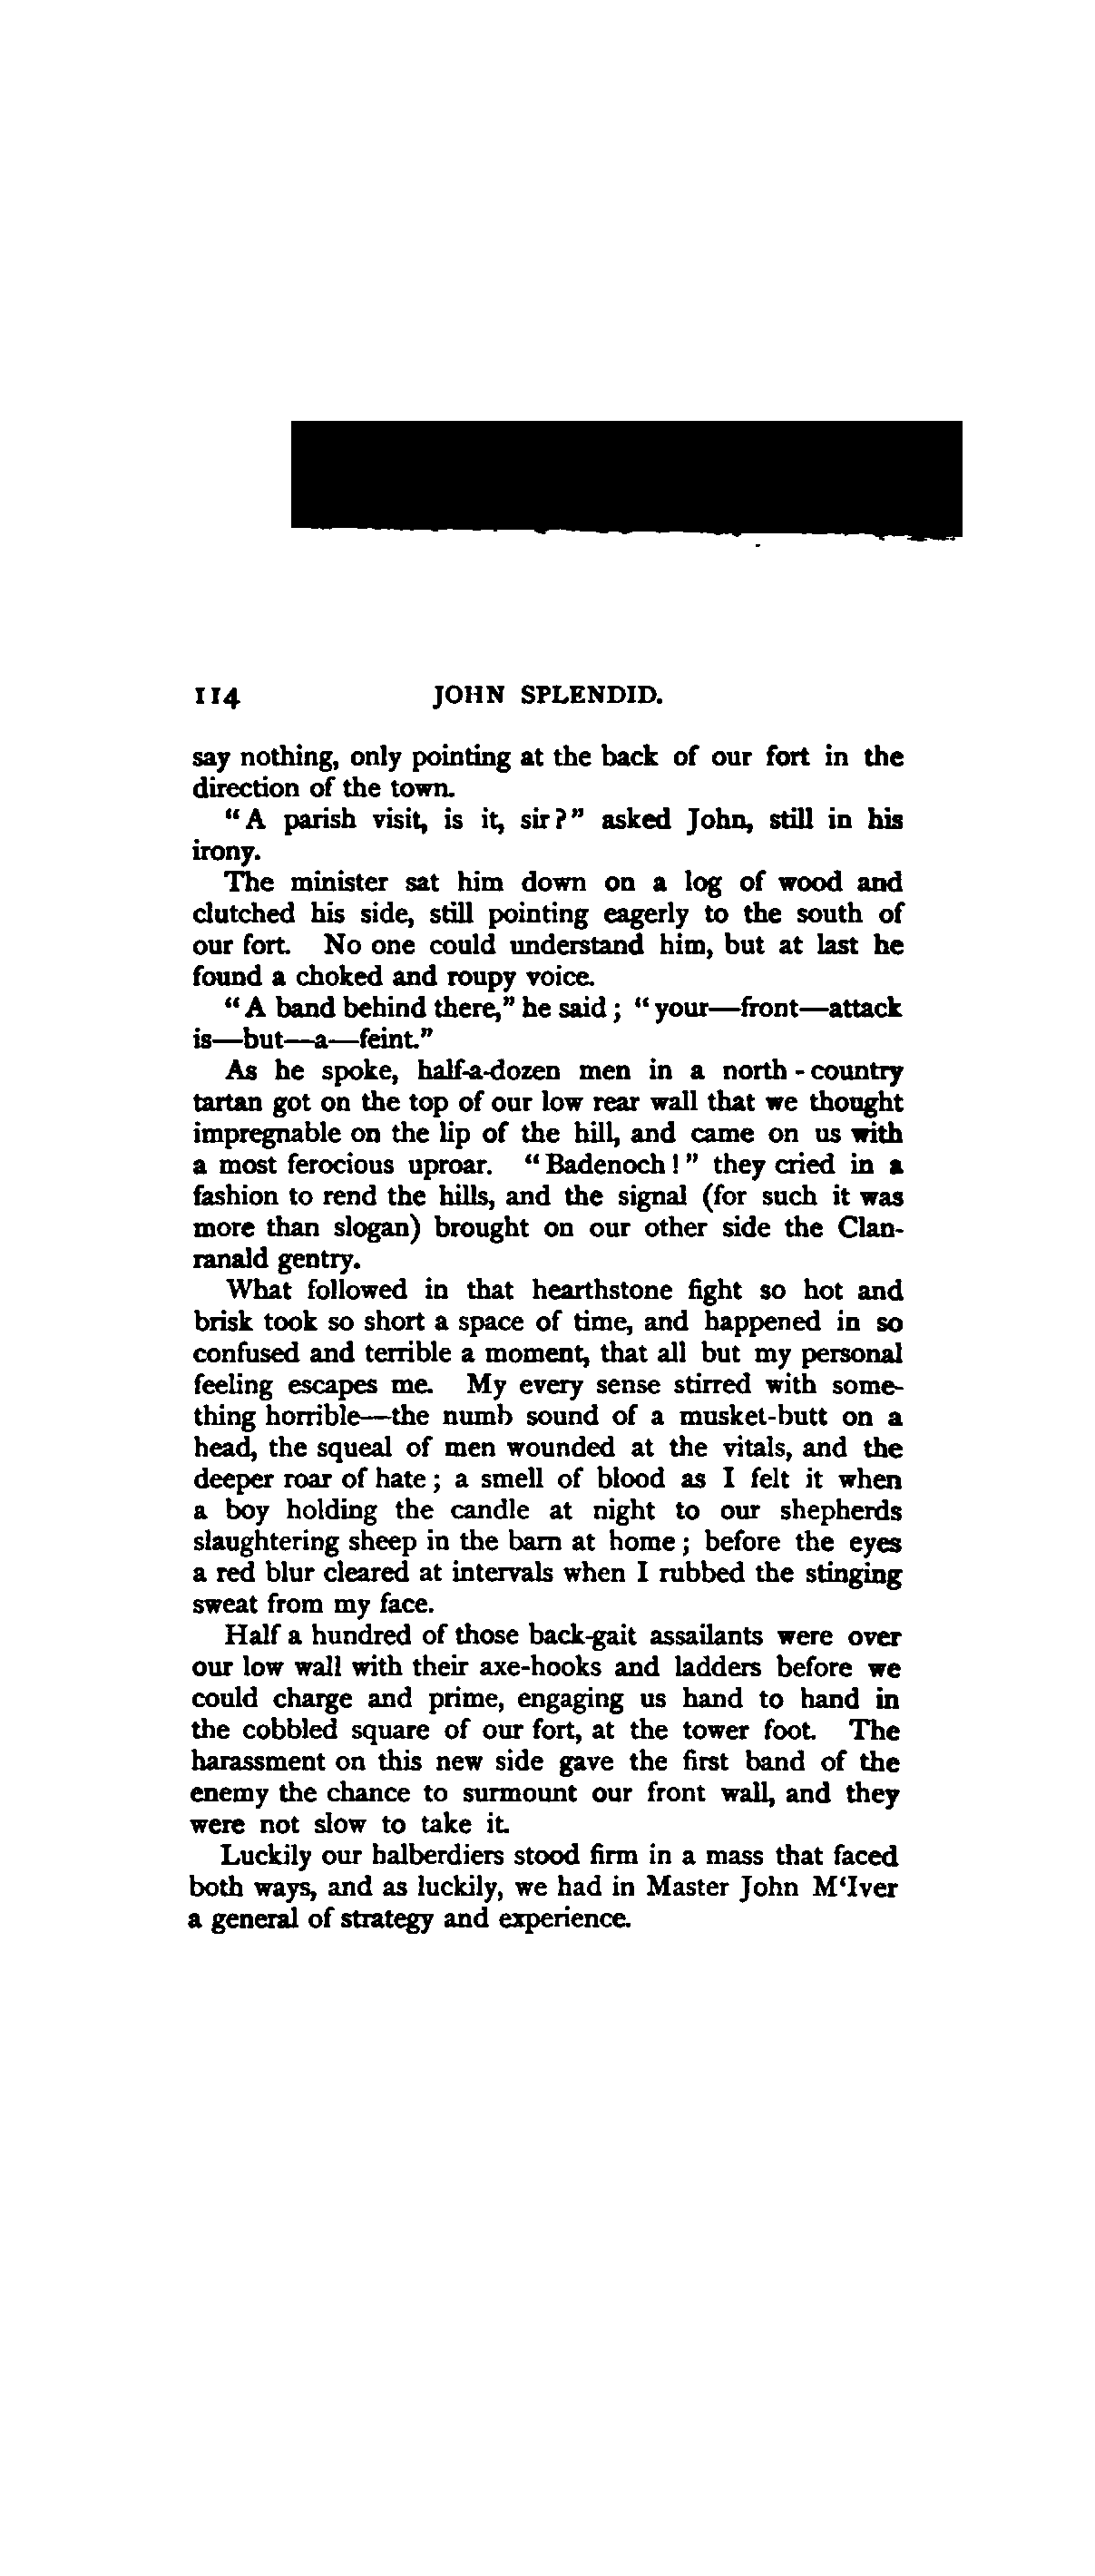 114 JOHN SPLENDID.
say nothing, only pointing at the back of our fort in the
direction of the town.
"A parish visit, is it, sir?" asked John, still in his
irony.
The minister sat him down on a log of wood and
clutched his side, still pointing eagerly to the south of
our fort. No one could understand him, but at last he
found a choked and roupy voice.
"A band behind there," he said; "your—front—attack
is—but—a—feint."
As he spoke, half-a-dozen men in a north-country
tartan got on the top of our low rear wall that we thought
impregnable on the lip of the hill, and came on us with
a most ferocious uproar. "Badenoch!" they cried in a
fashion to rend the hills, and the signal (for such it was
more than slogan) brought on our other side the Clan-
ranald gentry.
What followed in that hearthstone fight so hot and
brisk took so short a space of time, and happened in so
confused and terrible a moment, that all but my personal
feeling escapes me. My every sense stirred with some-
thing horrible—the numb sound of a musket-butt on a
head, the squeal of men wounded at the vitals, and the
deeper roar of hate; a smell of blood as I felt it when
a boy holding the candle at night to our shepherds
slaughtering sheep in the barn at home; before the eyes
a red blur cleared at intervals when I rubbed the stinging
sweat from my face.
Half a hundred of those back-gait assailants were over
our low wall with their axe-hooks and ladders before we
could charge and prime, engaging us hand to hand in
the cobbled square of our fort, at the tower foot. The
harassment on this new side gave the first band of the
enemy the chance to surmount our front wall, and they
were not slow to take it.
Luckily our halberdiers stood firm in a mass that faced
both ways, and as luckily, we had in Master John M'Iver
a general of strategy and experience.